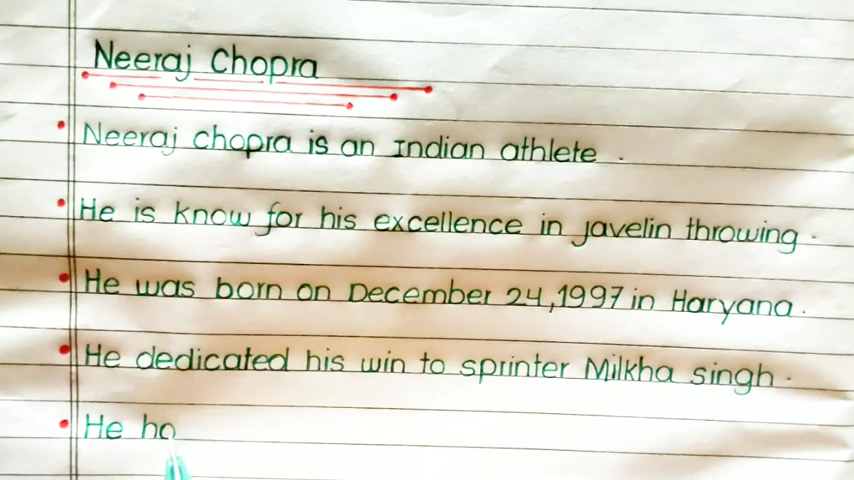 Neeraj Chopra
Neeraj chopra is an Indian athlete.
He is know for his excellence in javelin throwing.
He was born on December 24,1997 in Haryana.
He dedicated his win to sprinter Milkha singh.
He ha